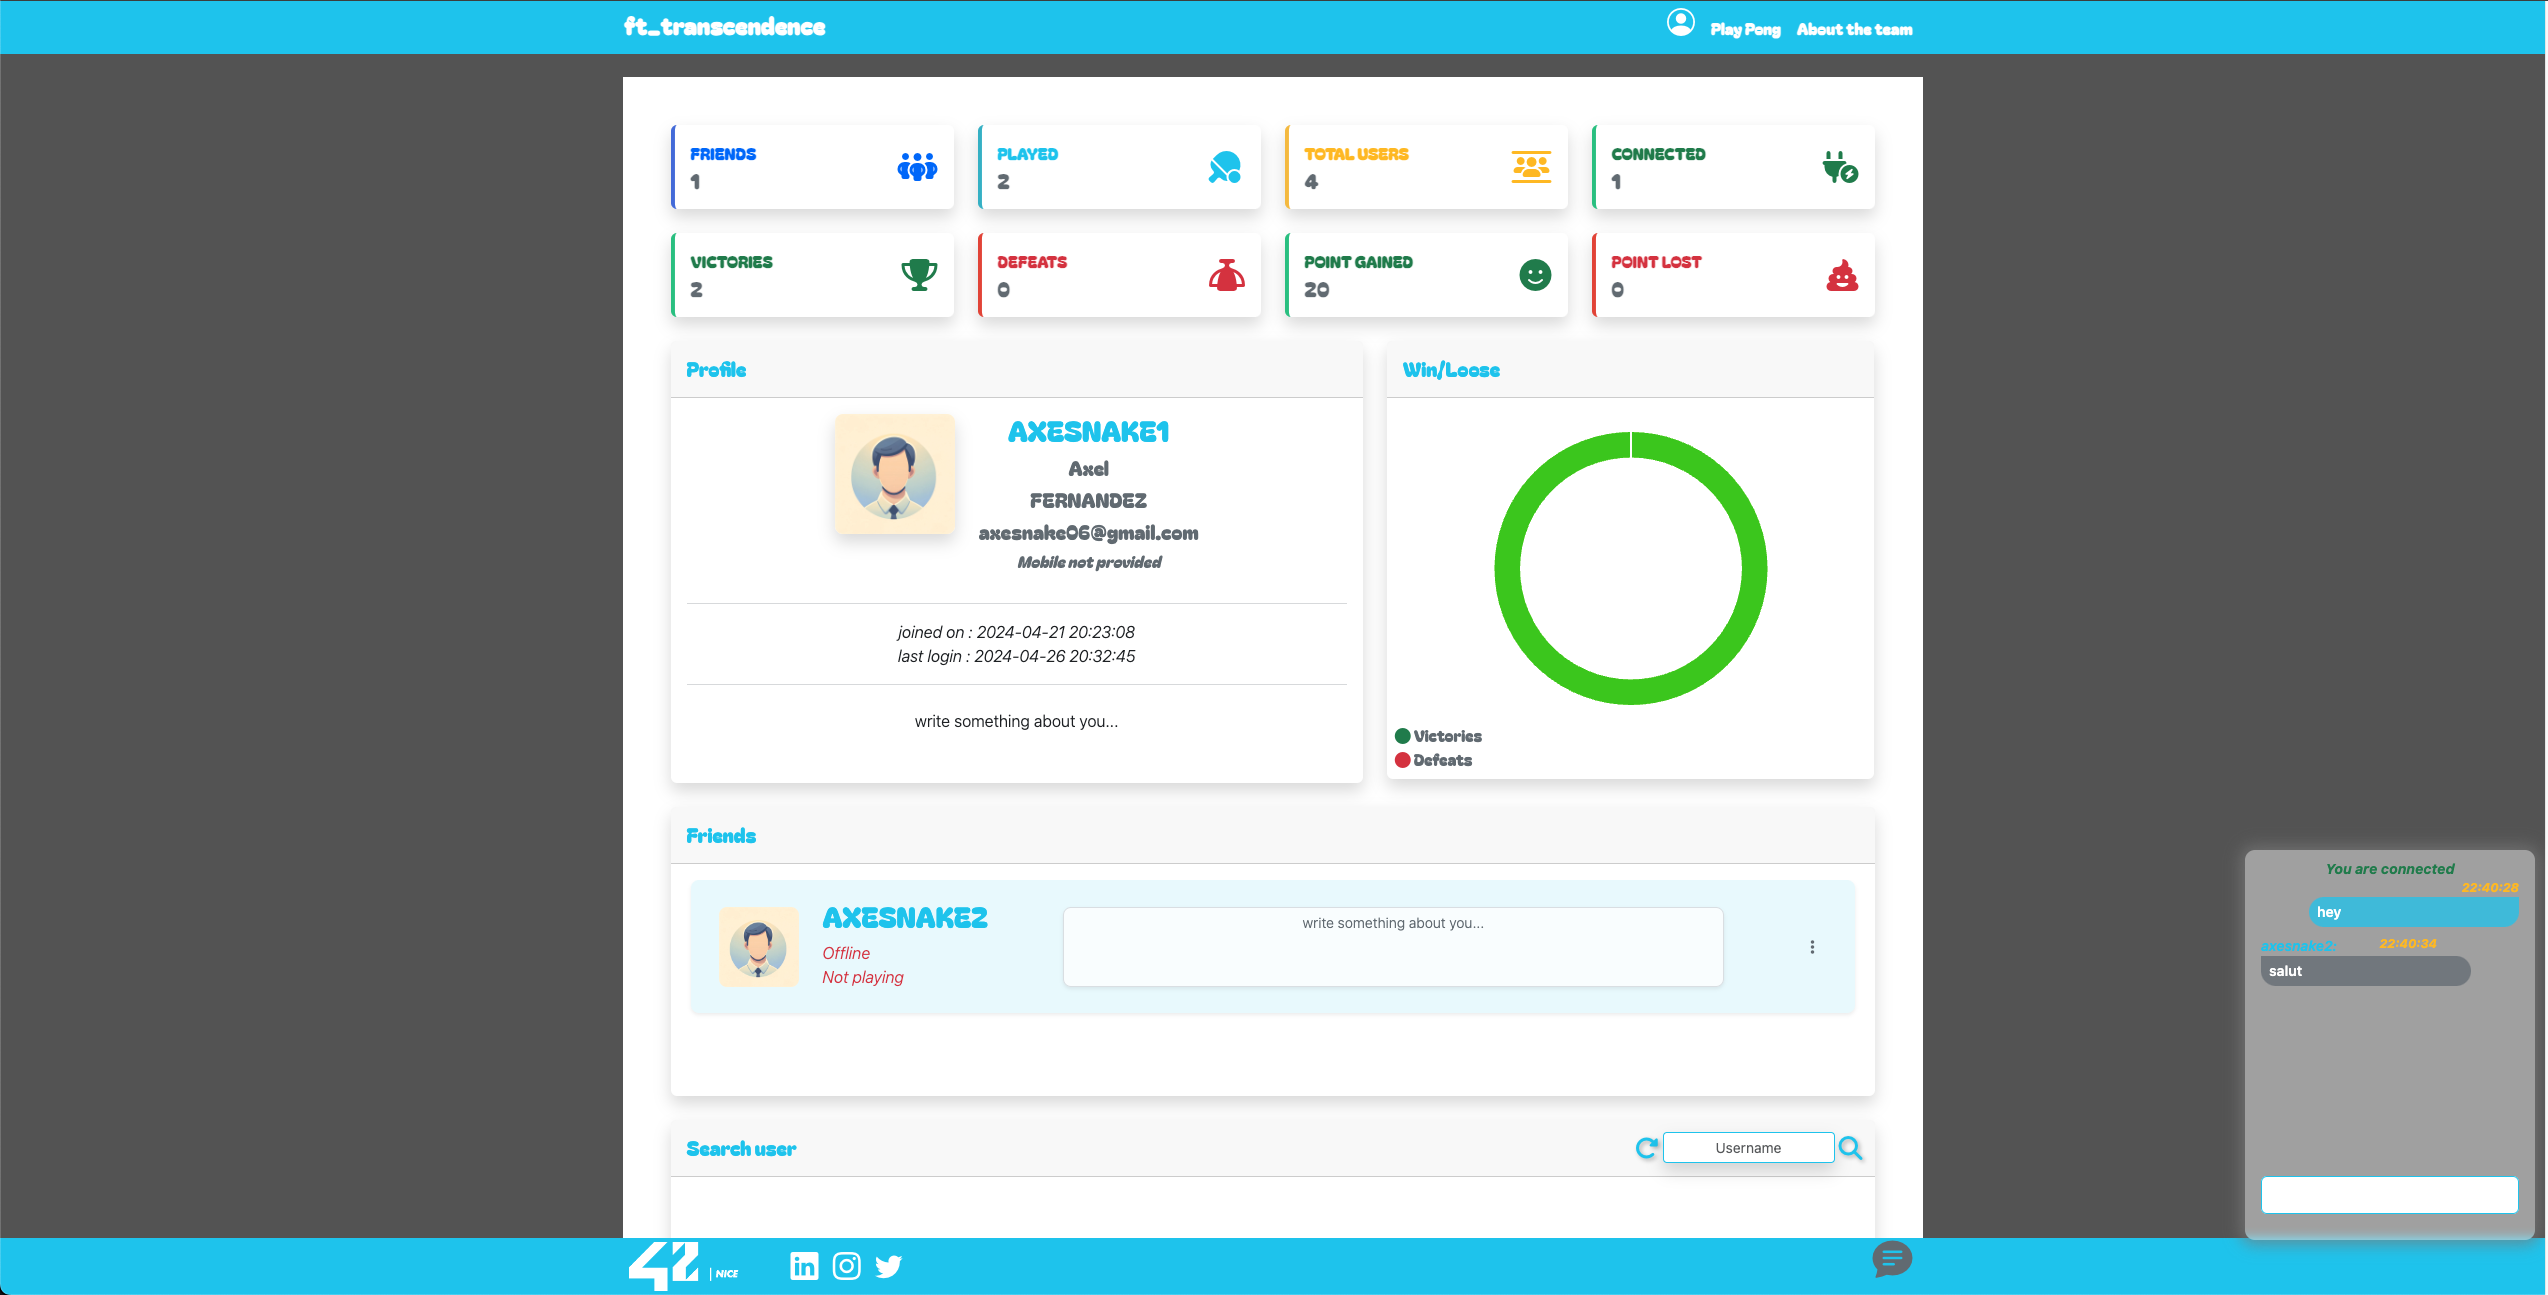 ft_transcendence
Play Pong
About the team
FRIENDS
1
PLAYED
2
TOTAL USERS
4
CONNECTED
1
VICTORIES
2
DEFEATS
0
POINT GAINED
20
POINT LOST
0
Profile
AXESNAKE1
Axel
FERNANDEZ
axesnake06@gmail.com
Mobile not provided
joined on : 2024-04-21 20:23:08
last login : 2024-04-26 20:32:45
write something about you...
Win/Loose
Victories
Defeats
Friends
AXESNAKE2
Offline
Not playing
write something about you...
Search user
Username
You are connected
22:40:28
hey
axesnake2:
22:40:34
salut
42 | NICE